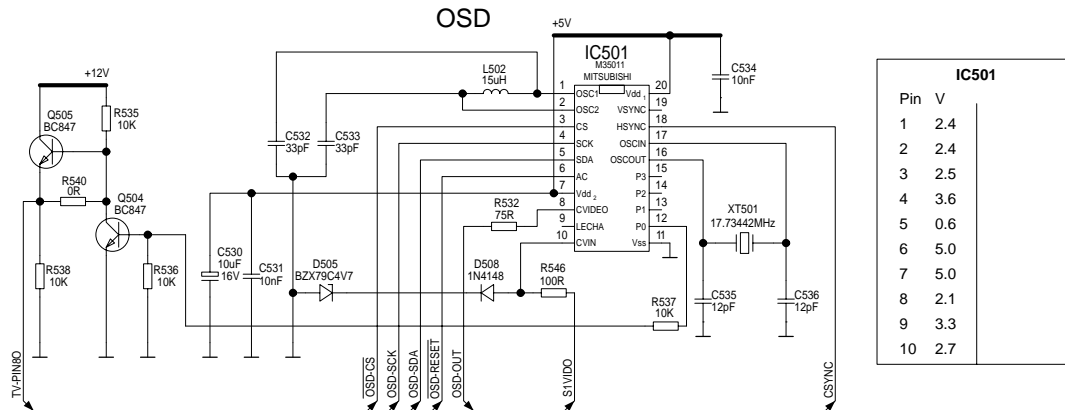 OSD
+5V
IC501
M35011
MITSUBISHI
L502
15uH
C534
10nF
+12V
Q505
BC847
R535
10K
C532
33pF
C533
33pF
1 OSC1 Vdd 1 20
2 OSC2 VSYNC 19
3 CS HSYNC 18
4 SCK OSCIN 17
5 SDA OSCOUT 16
6 AC P3 15
7 Vdd 2 P2 14
8 CVIDEO P1 13
9 LECHA P0 12
10 CVIN Vss 11
R540
0R
Q504
BC847
R532
75R
XT501
17.73442MHz
R538
10K
R536
10K
C530
10uF
16V
C531
10nF
D505
BZX79C4V7
D508
1N4148
R546
100R
R537
10K
C535
12pF
C536
12pF
TV-PIN8O
OSD-CS
OSD-SCK
OSD-SDA
OSD-RESET
OSD-OUT
S1VIDO
CSYNC
IC501
Pin V
1 2.4
2 2.4
3 2.5
4 3.6
5 0.6
6 5.0
7 5.0
8 2.1
9 3.3
10 2.7